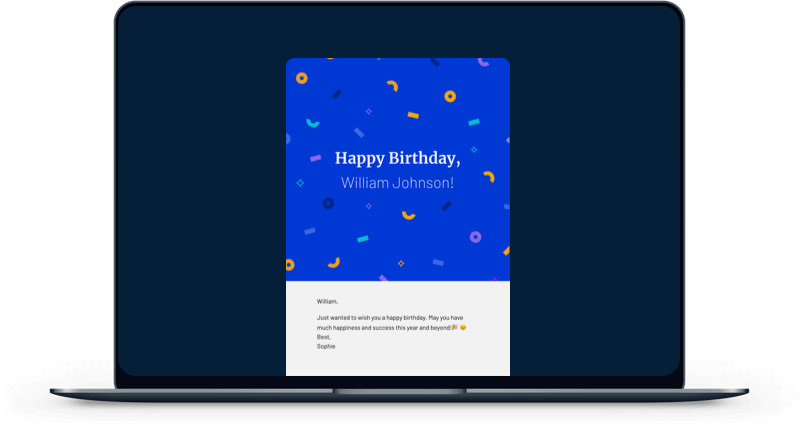 Happy Birthday,
William Johnson!
William,
Just wanted to wish you a happy birthday. May you have
much happiness and success this year and beyond!🎉 😊
Best,
Sophie